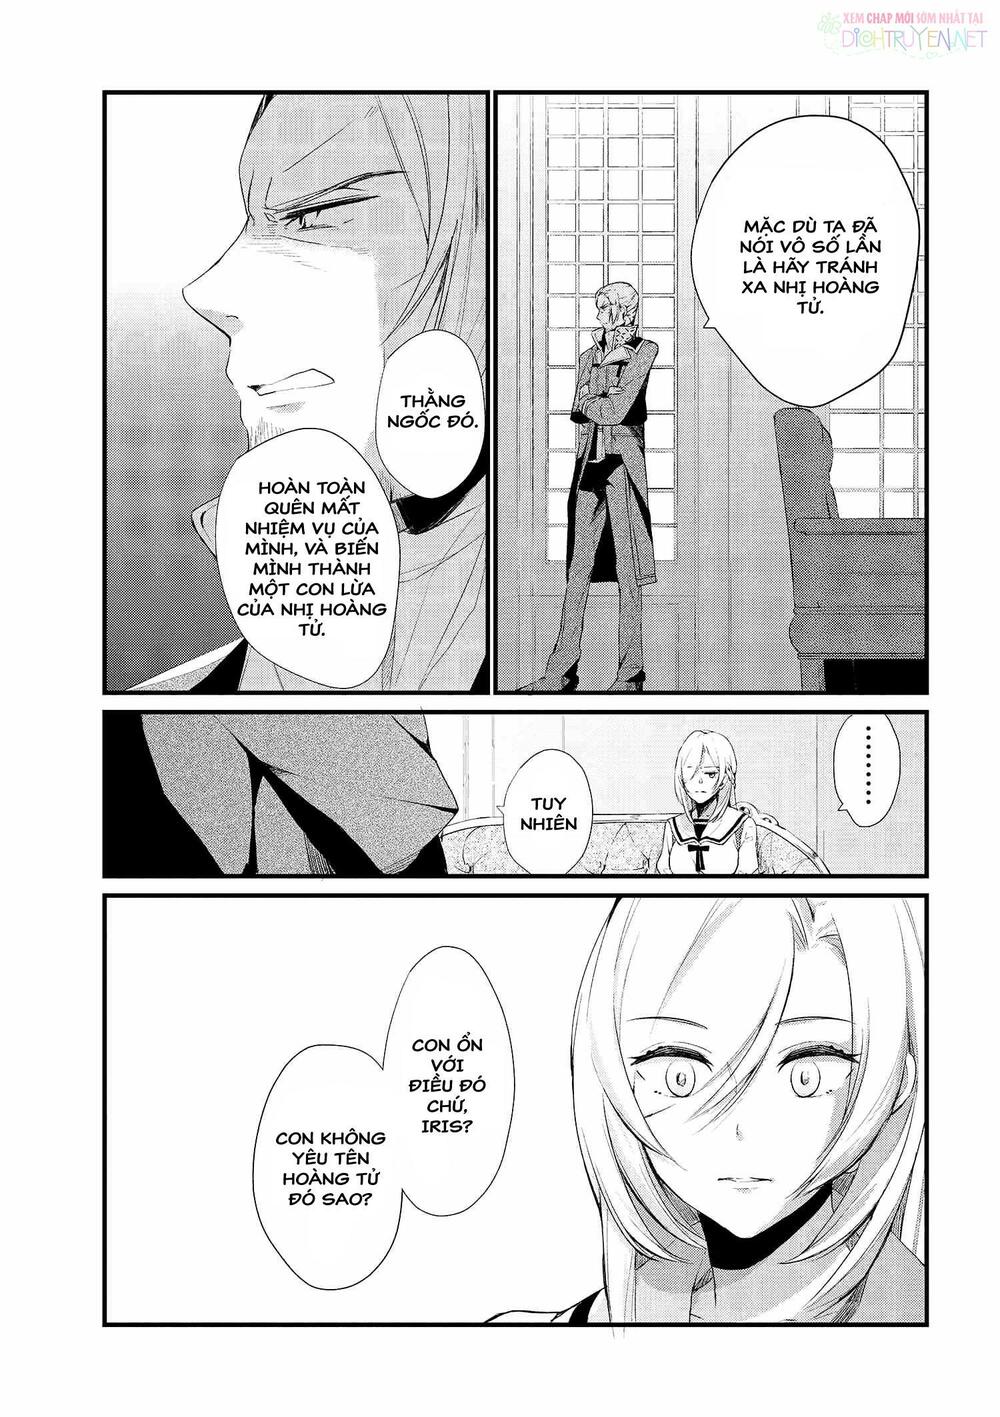 XEM CHAP MỚI SỚM NHẤT TẠI
DICHTRUYEN.NET
MẶC DÙ TA ĐÃ
NÓI VÔ SỐ LẦN
LÀ HÃY TRÁNH
XA NHỊ HOÀNG
TỬ.
THẰNG
NGỐC ĐÓ.
HOÀN TOÀN
QUÊN MẤT
NHIỆM VỤ CỦA
MÌNH, VÀ BIẾN
MÌNH THÀNH
MỘT CON LỪA
CỦA NHỊ HOÀNG
TỬ.
.........
TUY
NHIÊN
CON ỔN
VỚI
ĐIỀU ĐÓ
CHỨ,
IRIS?
CON KHÔNG
YÊU TÊN
HOÀNG TỬ
ĐÓ SAO?